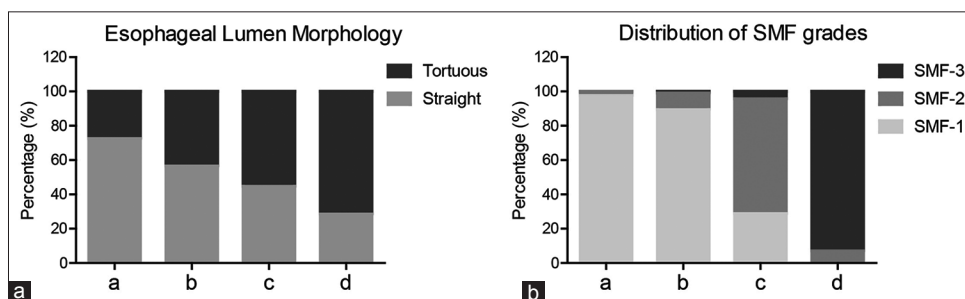 Esophageal Lumen Morphology
Percentage (%)
120
100
80
60
40
20
0
a b c d
Tortuous
Straight
a
Distribution of SMF grades
Percentage (%)
120
100
80
60
40
20
0
a b c d
SMF-3
SMF-2
SMF-1
b